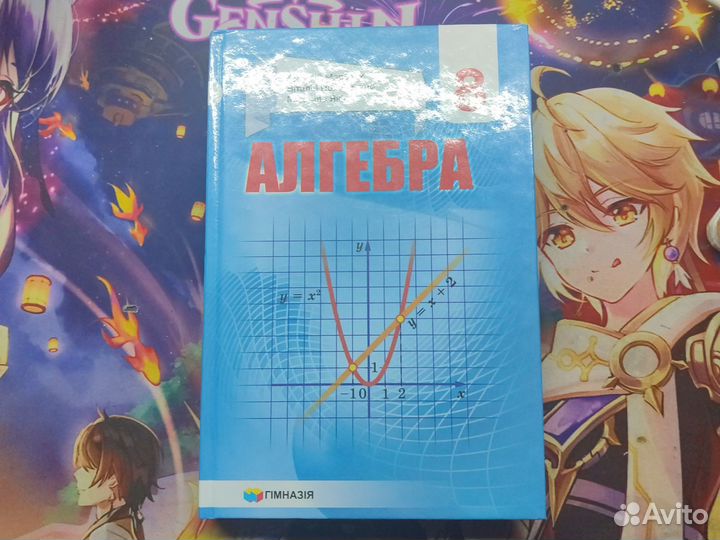 GENSHIN
8
АЛГЕБРА
y
y = x²
y = x + 2
1
−1 0 1 2 x
ГІМНАЗІЯ
Avito